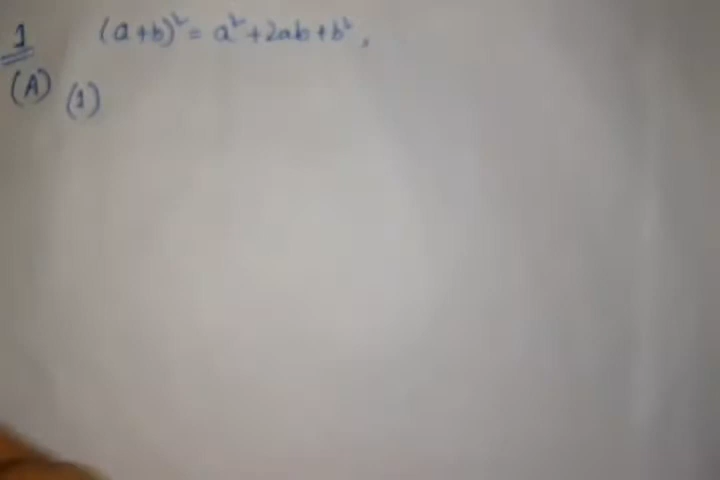 1 (a+b)² = a² + 2ab + b²,
(A) (1)